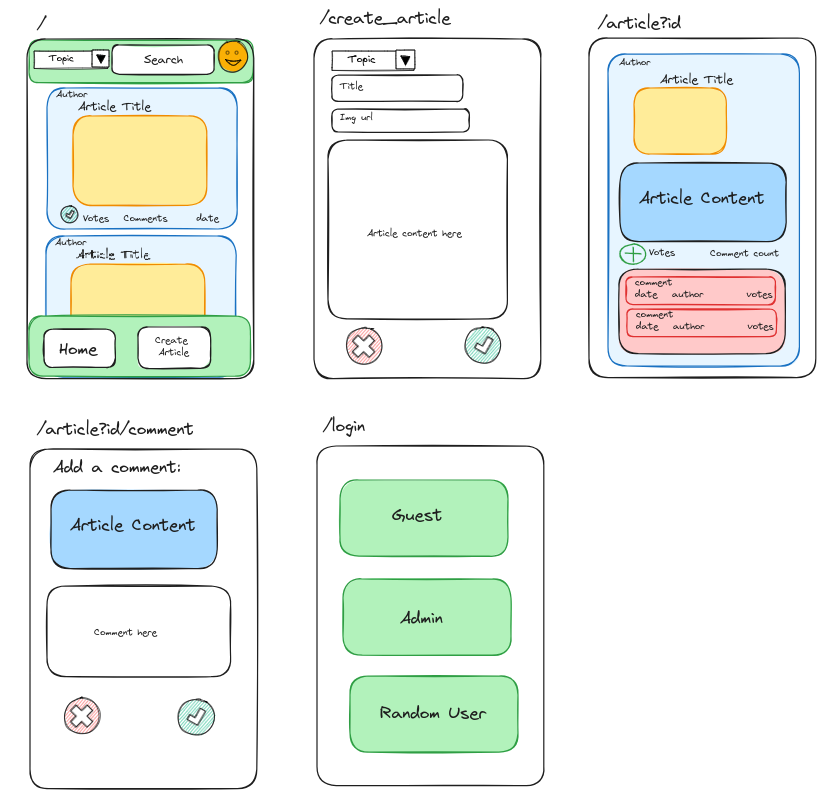 /
Topic
Search
Author
Article Title
Votes Comments date
Author
Article Title
Home
Create
Article
/create_article
Topic
Title
Img url
Article content here
/article?id
Author
Article Title
Article Content
Votes Comment count
comment
date author votes
comment
date author votes
/article?id/comment
Add a comment:
Article Content
Comment here
/login
Guest
Admin
Random User